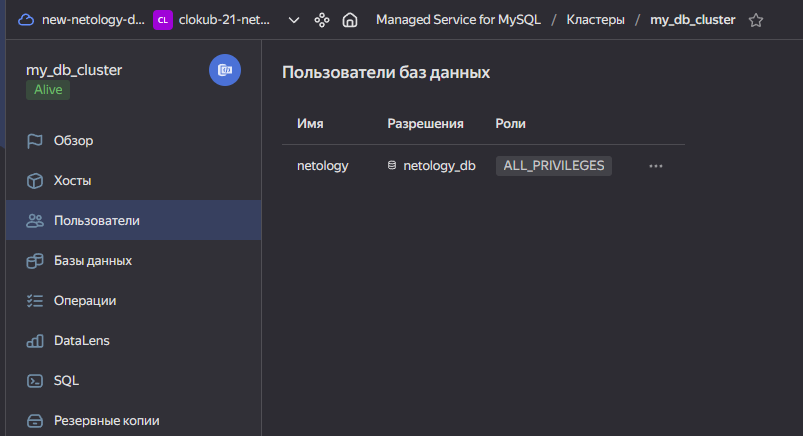 new-netology-d... CL clokub-21-net... Managed Service for MySQL / Кластеры / my_db_cluster
my_db_cluster
Alive
Обзор
Хосты
Пользователи
Базы данных
Операции
DataLens
SQL
Резервные копии
Пользователи баз данных
Имя Разрешения Роли
netology netology_db ALL_PRIVILEGES